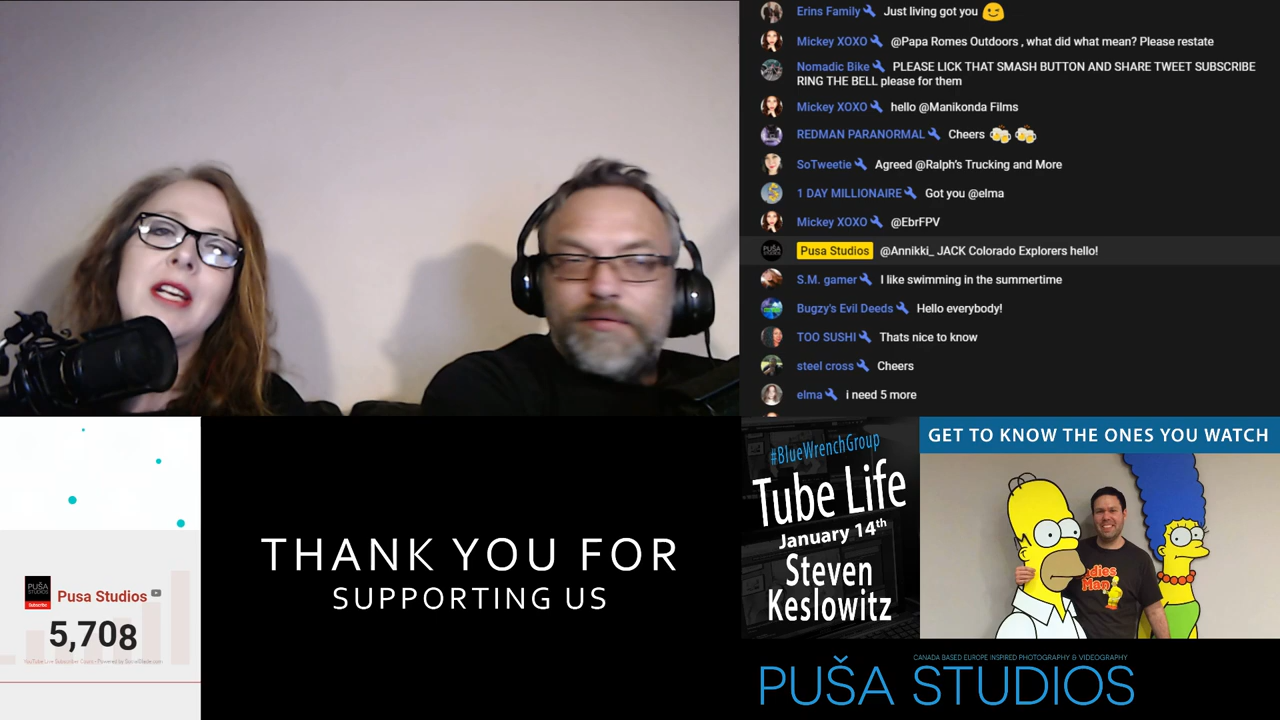 Erins Family Just living got you
Mickey XOXO @Papa Romes Outdoors , what did what mean? Please restate
Nomadic Bike PLEASE LICK THAT SMASH BUTTON AND SHARE TWEET SUBSCRIBE
RING THE BELL please for them
Mickey XOXO hello @Manikonda Films
REDMAN PARANORMAL Cheers
SoTweetie Agreed @Ralph's Trucking and More
1 DAY MILLIONAIRE Got you @elma
Mickey XOXO @EbrFPV
Pusa Studios @Annikki_ JACK Colorado Explorers hello!
S.M. gamer I like swimming in the summertime
Bugzy's Evil Deeds Hello everybody!
TOO SUSHI Thats nice to know
steel cross Cheers
elma i need 5 more
PUŠA
STUDIOS
Subscribe
Pusa Studios
5,708
THANK YOU FOR
SUPPORTING US
#BlueWrenchGroup
Tube Life
January 14th
Steven
Keslowitz
GET TO KNOW THE ONES YOU WATCH
Man
CANADA BASED EUROPE INSPIRED PHOTOGRAPHY & VIDEOGRAPHY
PUŠA STUDIOS